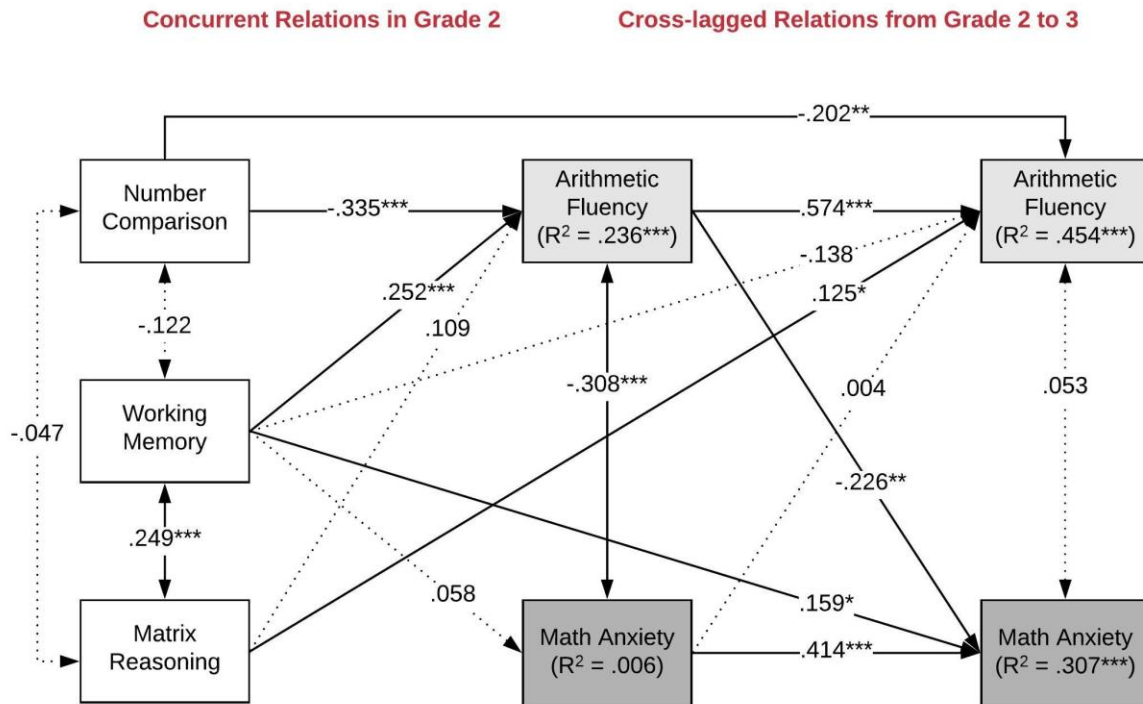 Concurrent Relations in Grade 2
Cross-lagged Relations from Grade 2 to 3
-.202**
Number
Comparison
-.335***
Arithmetic
Fluency
(R² = .236***)
.574***
Arithmetic
Fluency
(R² = .454***)
-.138
.252***
.125*
-.122
.109
-.308***
.004
.053
Working
Memory
-.047
-.226**
.249***
.058
.159*
Matrix
Reasoning
Math Anxiety
(R² = .006)
.414***
Math Anxiety
(R² = .307***)